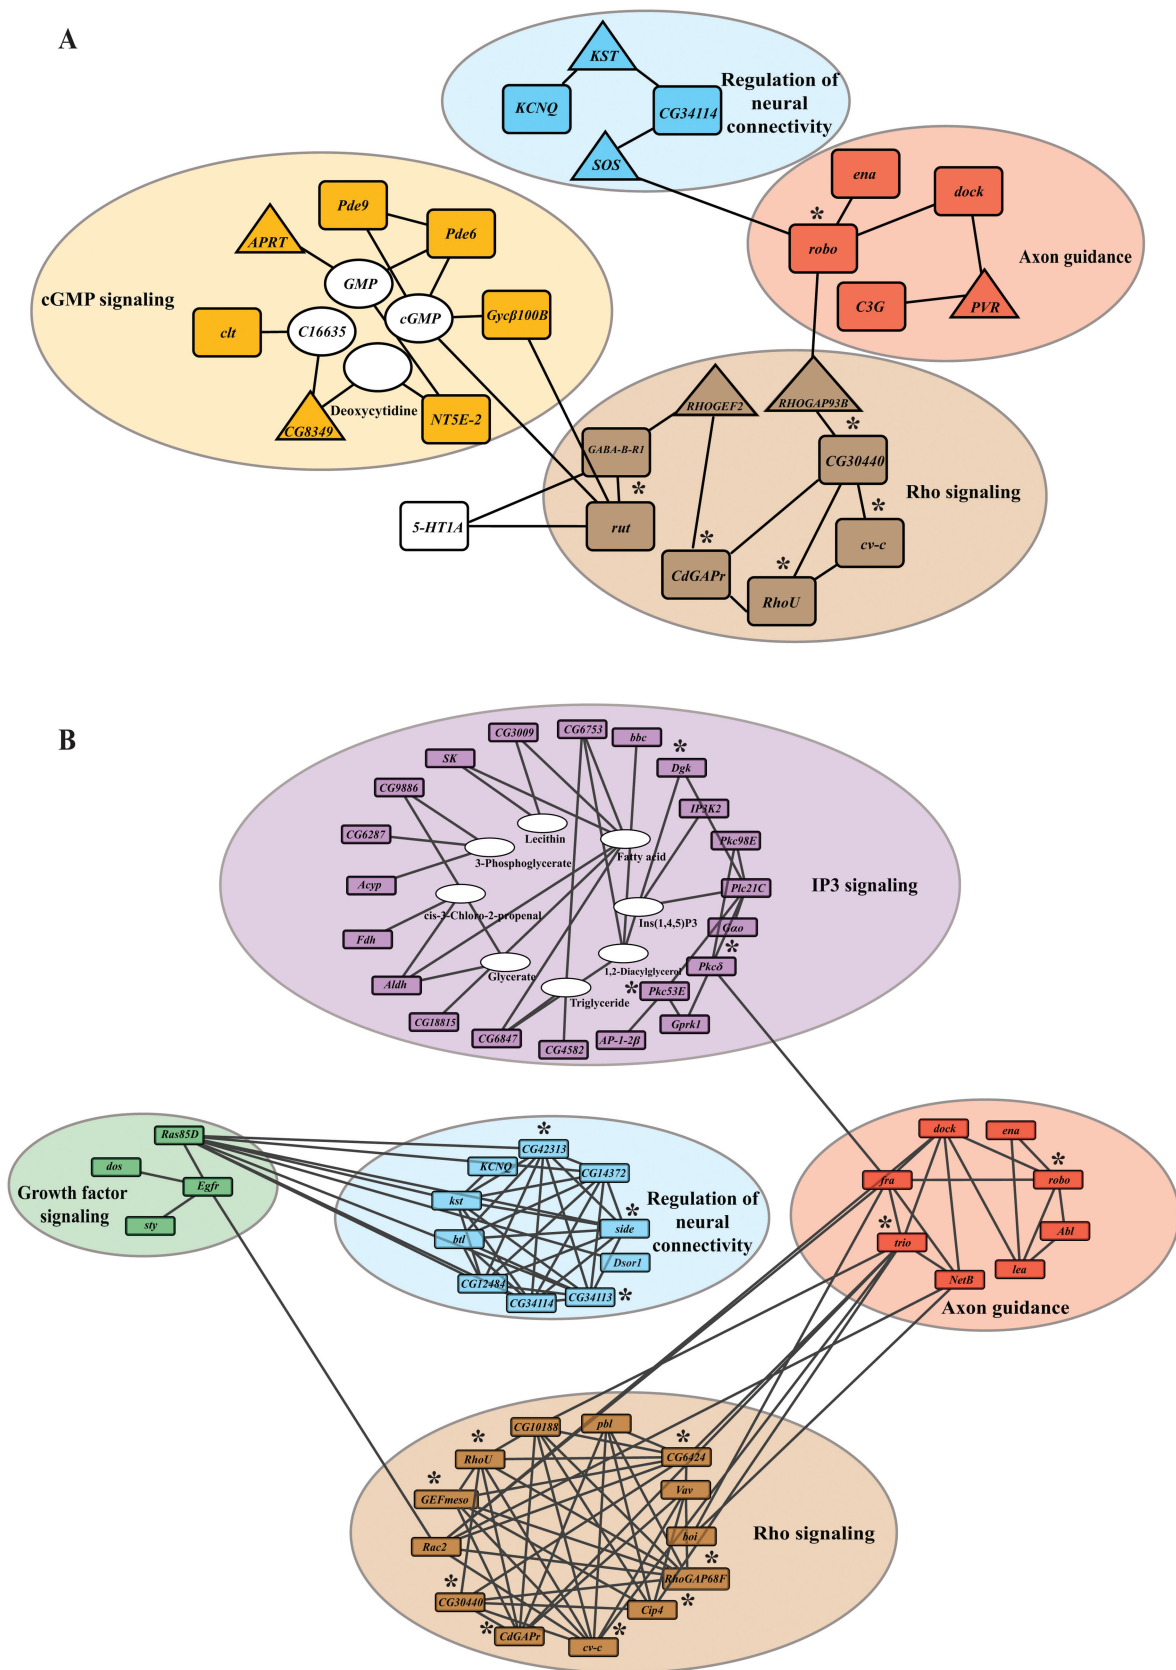 A
KST
KCNQ
CG34114
SOS
Regulation of
neural
connectivity
ena
dock
*
robo
C3G
PVR
Axon guidance
Pde9
Pde6
APRT
GMP
cGMP
Gycβ100B
clt
C16635
Deoxycytidine
CG8349
NT5E-2
cGMP signaling
RHOGEF2
RHOGAP93B
GABA-B-R1
*
CG30440
*
rut
5-HT1A
*
cv-c
*
CdGAPr
*
RhoU
Rho signaling
B
CG3009
CG6753
bbc
*
SK
Dgk
CG9886
IP3K2
CG6287
Lecithin
3-Phosphoglycerate
Fatty acid
Pkc98E
Acyp
Plc21C
IP3 signaling
cis-3-Chloro-2-propenal
Ins(1,4,5)P3
Fdh
Gαo
*
Aldh
Glycerate
1,2-Diacylglycerol
Pkcδ
Triglyceride
*
Pkc53E
CG18815
CG6847
CG4582
AP-1-2β
Gprk1
Ras85D
dos
Egfr
sty
Growth factor
signaling
*
CG42313
KCNQ
CG14372
kst
*
side
btl
Dsor1
CG12484
CG34114
CG34113
*
Regulation of
neural
connectivity
dock
ena
*
fra
robo
*
trio
Abl
lea
NetB
Axon guidance
CG10188
pbl
*
RhoU
*
CG6424
*
GEFmeso
Vav
Rac2
boi
*
RhoGAP68F
*
CG30440
Cip4
*
*
CdGAPr
cv-c
*
Rho signaling